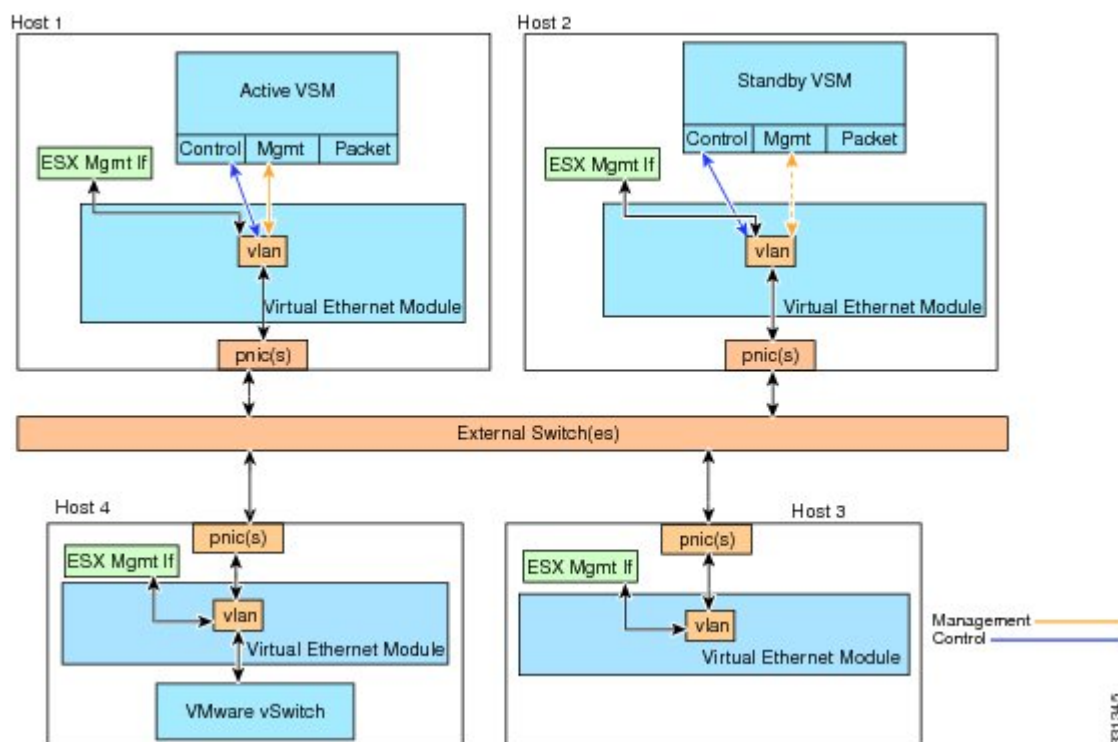 Host 1
Host 2
Active VSM
Control Mgmt Packet
ESX Mgmt If
vlan
Virtual Ethernet Module
pnic(s)
Standby VSM
Control Mgmt Packet
ESX Mgmt If
vlan
Virtual Ethernet Module
pnic(s)
External Switch(es)
Host 4
pnic(s)
ESX Mgmt If
vlan
Virtual Ethernet Module
VMware vSwitch
Host 3
pnic(s)
ESX Mgmt If
vlan
Virtual Ethernet Module
Management
Control